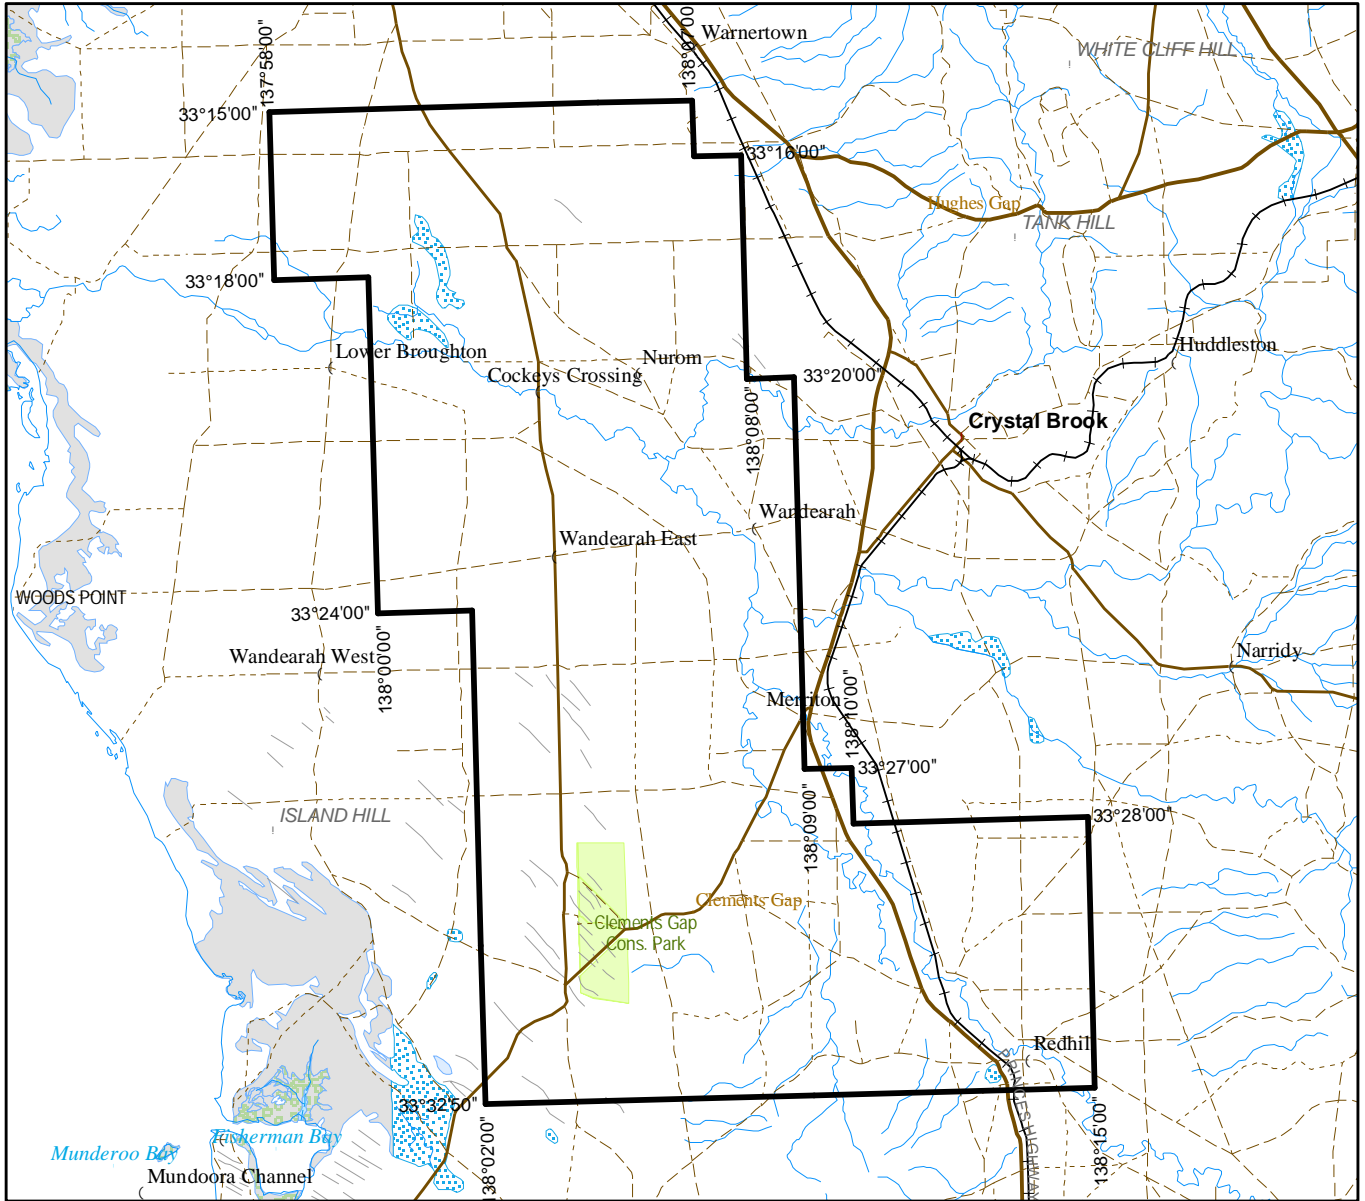 Warnertown
WHITE CLIFF HILL
137°58'00"
138°07'00"
33°15'00"
33°16'00"
Hughes Gap
TANK HILL
33°18'00"
Lower Broughton
Nurom
Huddleston
Cockeys Crossing
33°20'00"
138°08'00"
Crystal Brook
Wandearah
Wandearah East
WOODS POINT
33°24'00"
Wandearah West
138°00'00"
Narridy
Merriton
138°10'00"
33°27'00"
138°09'00"
ISLAND HILL
33°28'00"
Clements Gap
Clements Gap
Cons. Park
Redhil
PRINCES HIGHWAY
33°32'50"
138°02'00"
138°15'00"
Fisherman Bay
Munderoo Bay
Mundoora Channel